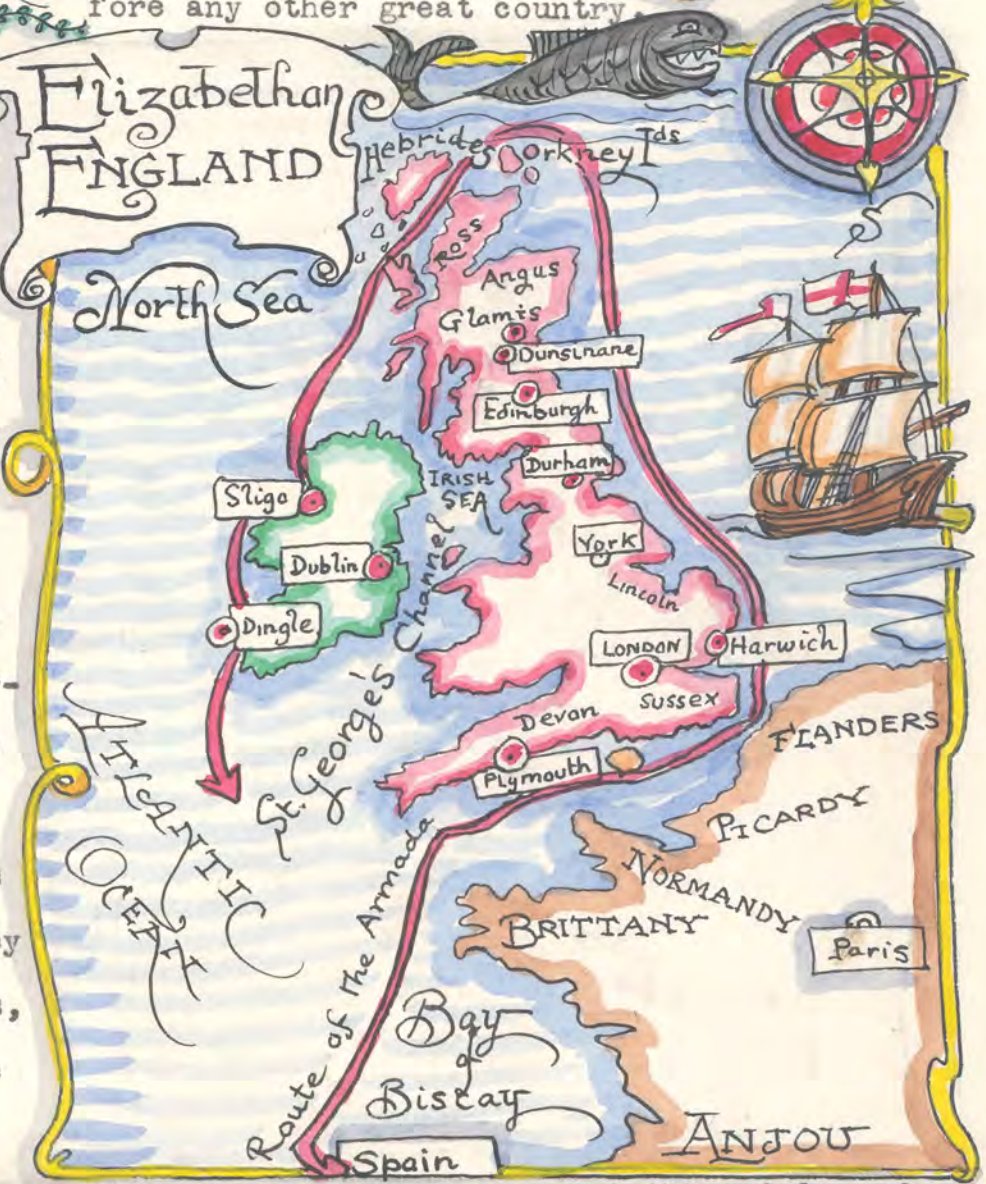 fore any other great country.
Elizabethan
ENGLAND
Hebrides
Orkney Ids
S
North Sea
Ross
Angus
Glamis
Dunsinane
Edinburgh
Durham
IRISH
SEA
Sligo
York
Dublin
Lincoln
Dingle
LONDON
Harwich
Sussex
Devon
Plymouth
St. George's Channel
FLANDERS
PICARDY
NORMANDY
BRITTANY
Paris
ATLANTIC
OCEAN
Route of the Armada
Bay
of
Biscay
ANJOU
Spain